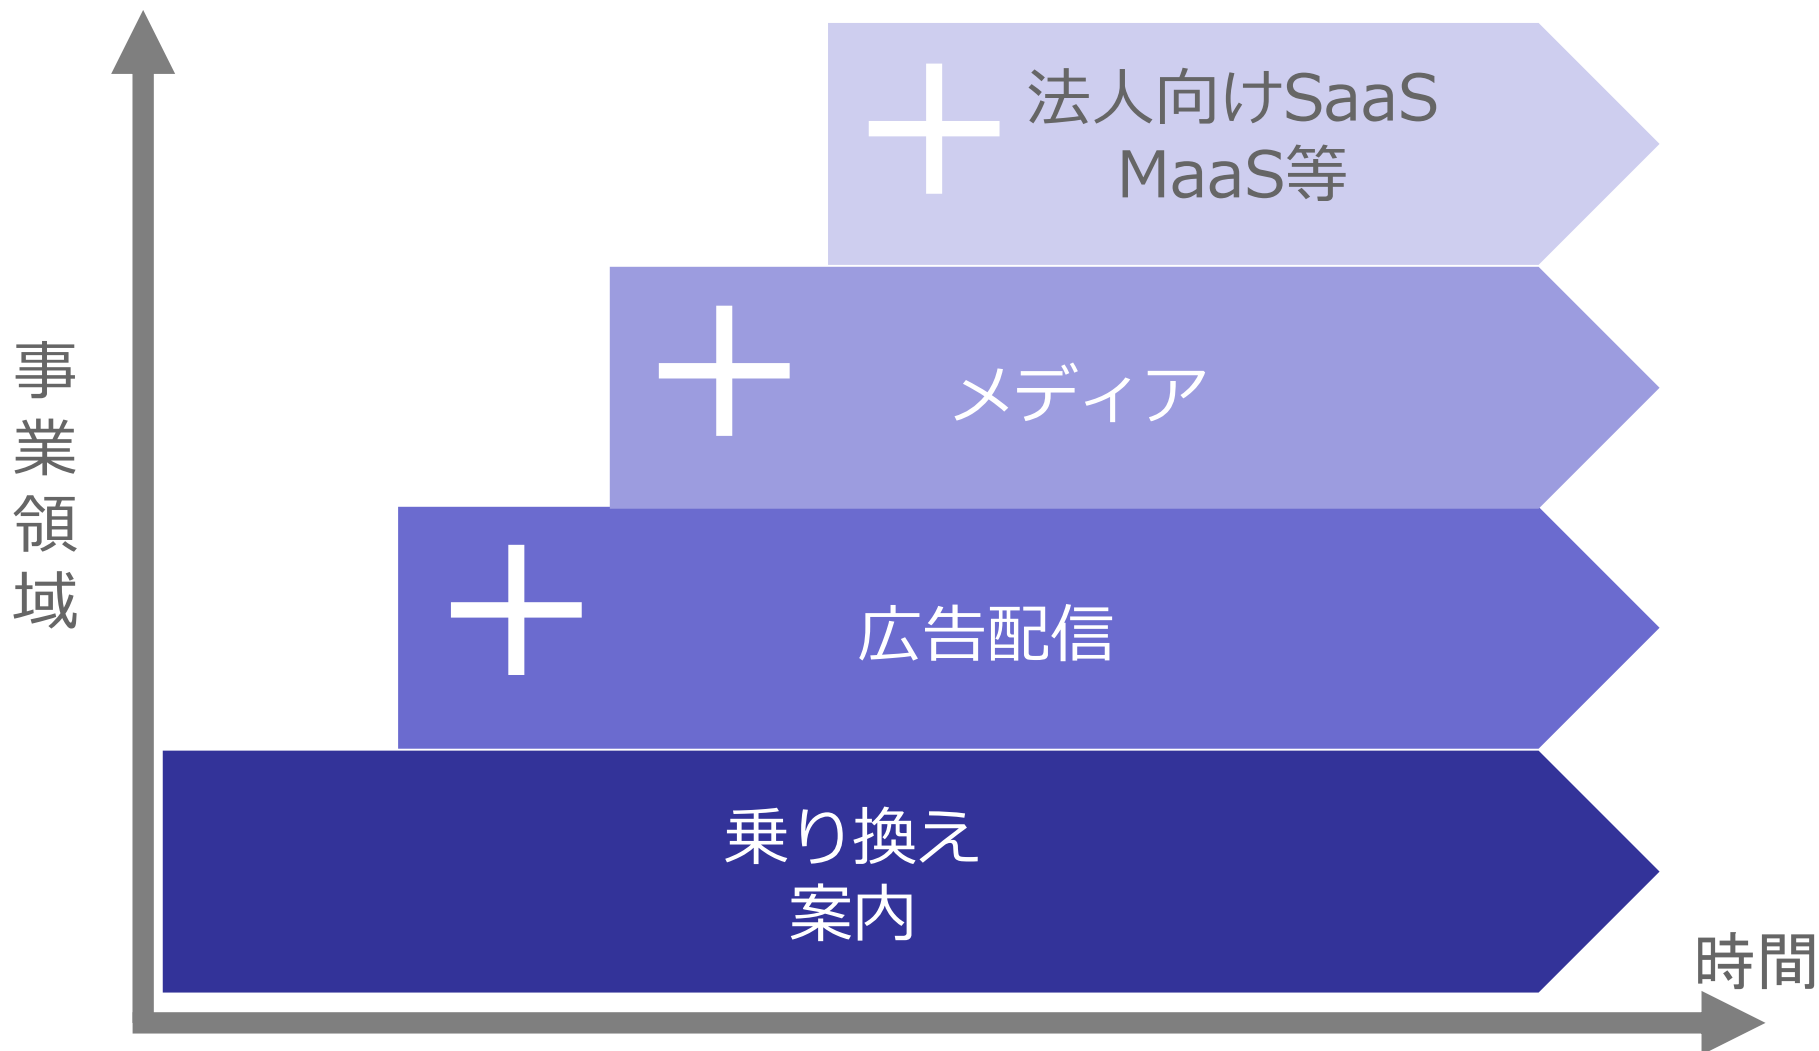 法人向けSaaS
MaaS等
メディア
広告配信
乗り換え
案内
事業領域
時間